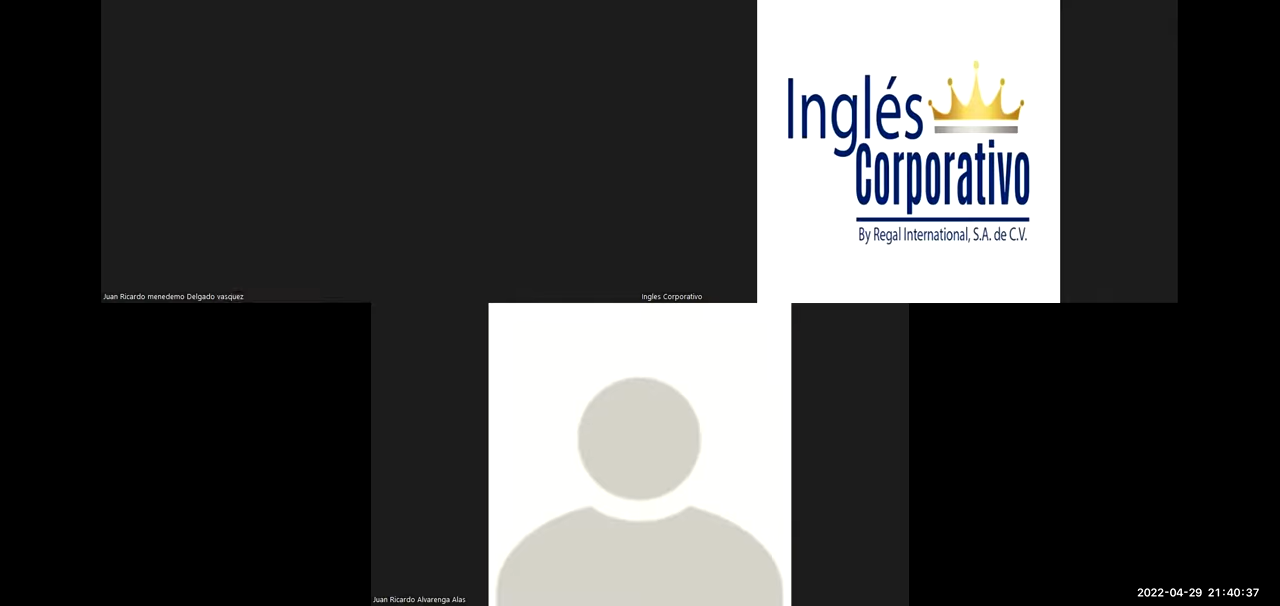 Inglés
Corporativo
By Regal International, S.A. de C.V.
Juan Ricardo menedemo Delgado vasquez
Ingles Corporativo
Juan Ricardo Alvarenga Alas
2022-04-29 21:40:37